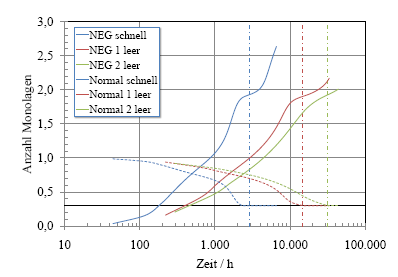 3,0
2,5
2,0
1,5
1,0
0,5
0,0
Anzahl Monolagen
NEG schnell
NEG 1 leer
NEG 2 leer
Normal schnell
Normal 1 leer
Normal 2 leer
10 100 1.000 10.000 100.000
Zeit / h